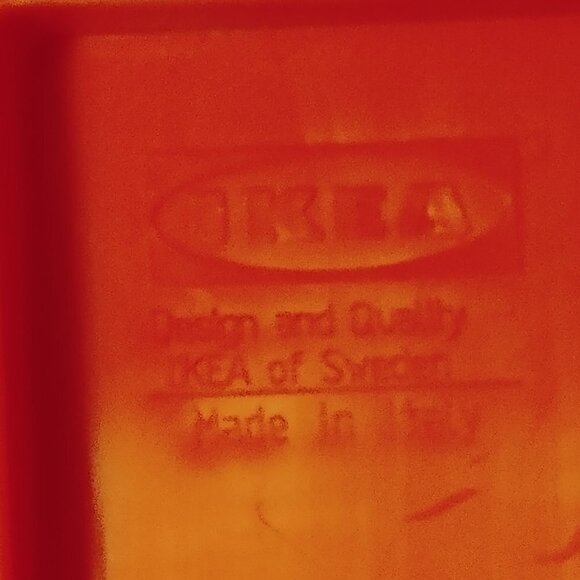 IKEA
Design and Quality
IKEA of Sweden
Made in Italy